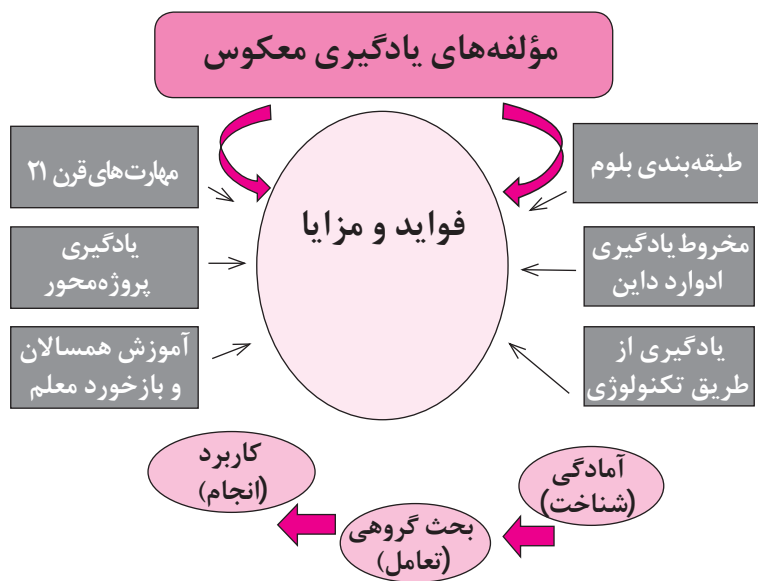 مؤلفه‌های یادگیری معکوس
طبقه‌بندی بلوم
مخروط یادگیری
ادوارد داین
یادگیری از
طریق تکنولوژی
فواید و مزایا
مهارت‌های قرن ۲۱
یادگیری
پروژه‌محور
آموزش همسالان
و بازخورد معلم
آمادگی
(شناخت)
بحث گروهی
(تعامل)
کاربرد
(انجام)